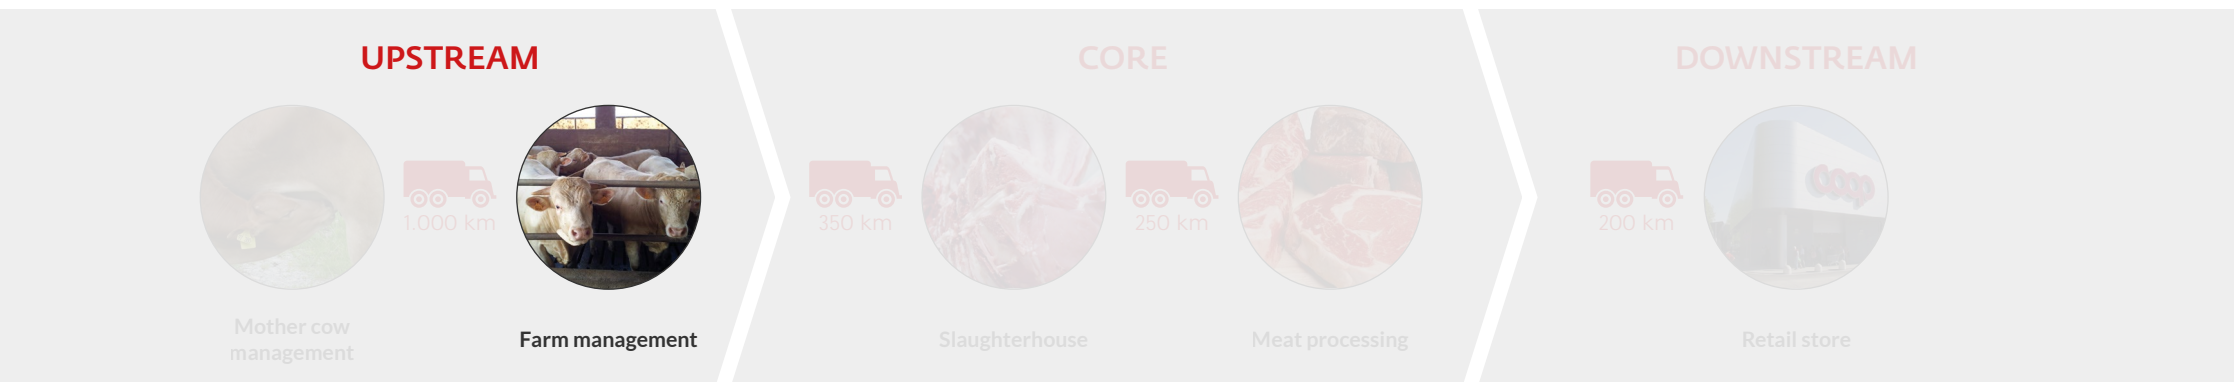 UPSTREAM
CORE
DOWNSTREAM
1.000 km
350 km
250 km
200 km
coop
Mother cow
management
Farm management
Slaughterhouse
Meat processing
Retail store